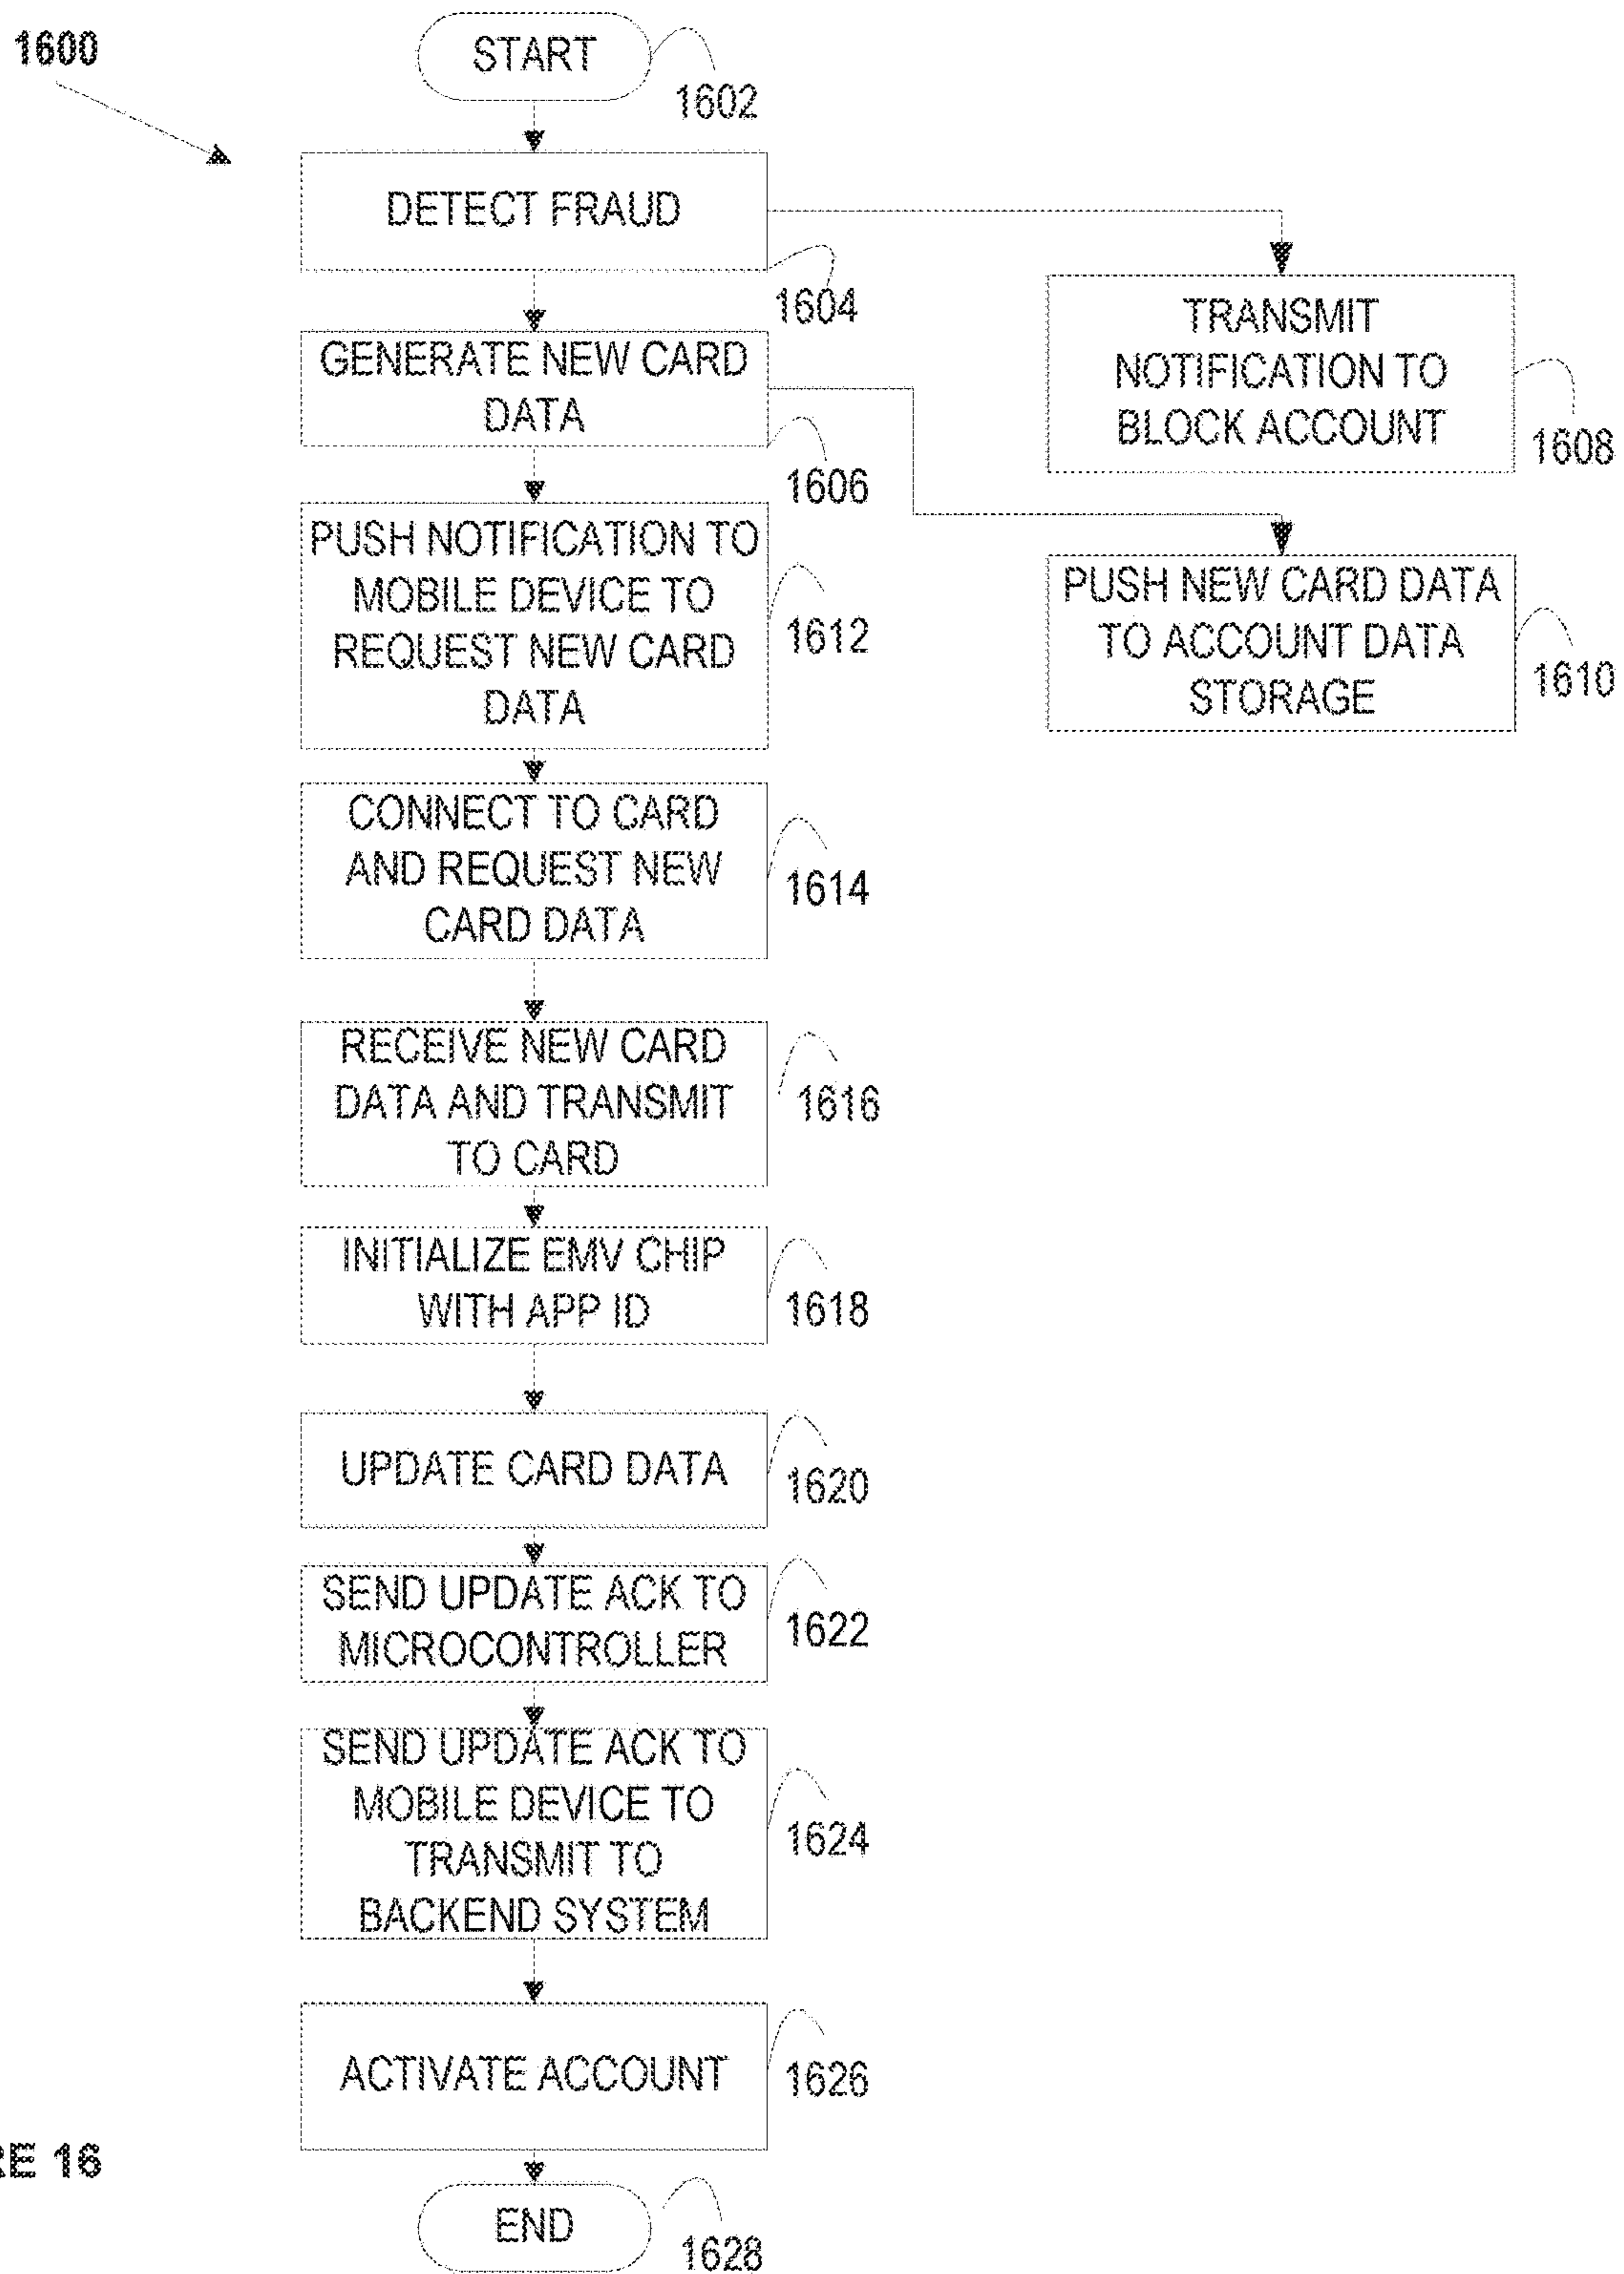 1600
START
1602
DETECT FRAUD
1604
TRANSMIT
NOTIFICATION TO
BLOCK ACCOUNT
1608
GENERATE NEW CARD
DATA
1606
PUSH NEW CARD DATA
TO ACCOUNT DATA
STORAGE
1610
PUSH NOTIFICATION TO
MOBILE DEVICE TO
REQUEST NEW CARD
DATA
1612
CONNECT TO CARD
AND REQUEST NEW
CARD DATA
1614
RECEIVE NEW CARD
DATA AND TRANSMIT
TO CARD
1616
INITIALIZE EMV CHIP
WITH APP ID
1618
UPDATE CARD DATA
1620
SEND UPDATE ACK TO
MICROCONTROLLER
1622
SEND UPDATE ACK TO
MOBILE DEVICE TO
TRANSMIT TO
BACKEND SYSTEM
1624
ACTIVATE ACCOUNT
1626
RE 16
END
1628